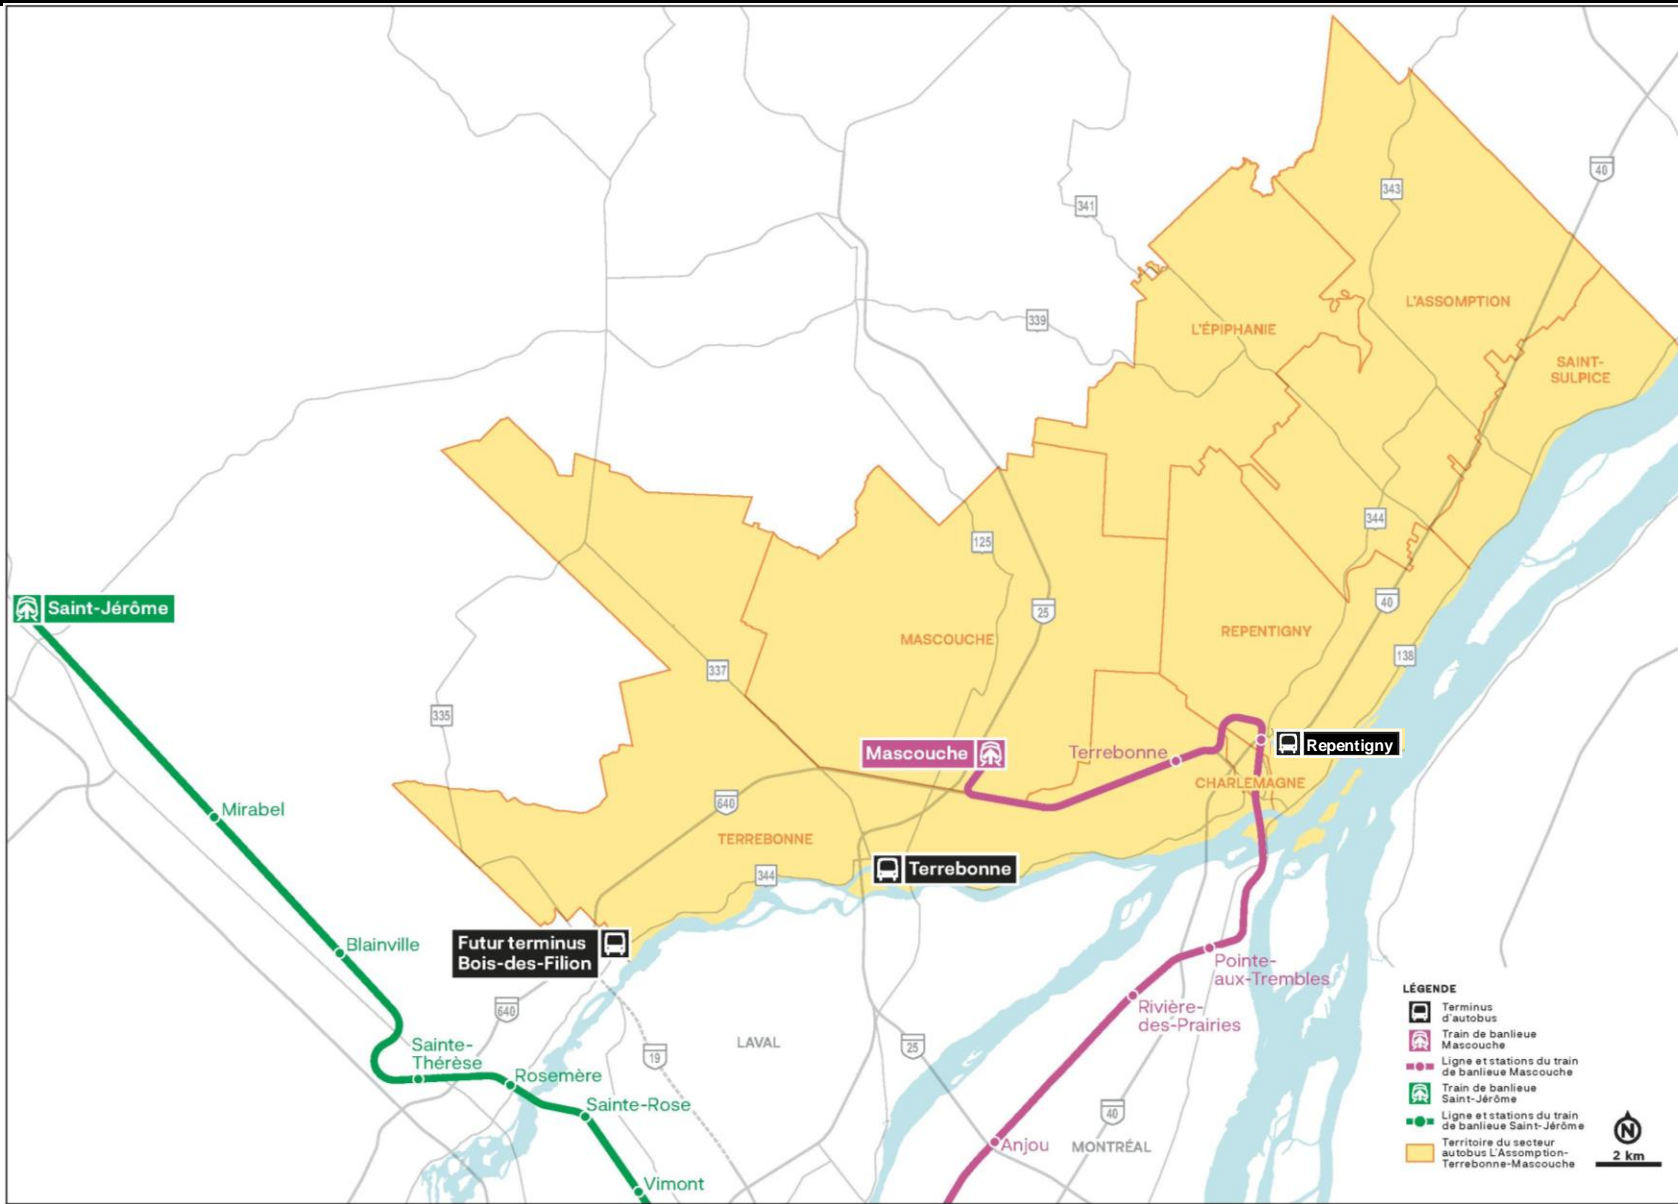 40
343
341
L'ASSOMPTION
339
L'ÉPIPHANIE
SAINT-
SULPICE
344
125
Saint-Jérôme
25
40
MASCOUCHE
REPENTIGNY
337
138
335
Mascouche
Terrebonne
Repentigny
CHARLEMAGNE
640
Mirabel
TERREBONNE
344
Terrebonne
Futur terminus
Bois-des-Filion
Blainville
Pointe-
aux-Trembles
640
Rivière-
des-Prairies
LAVAL
25
19
Sainte-
Thérèse
Rosemère
Sainte-Rose
40
Anjou
MONTRÉAL
Vimont
LÉGENDE
Terminus
d'autobus
Train de banlieue
Mascouche
Ligne et stations du train
de banlieue Mascouche
Train de banlieue
Saint-Jérôme
Ligne et stations du train
de banlieue Saint-Jérôme
Territoire du secteur
autobus L'Assomption-
Terrebonne-Mascouche
N
2 km